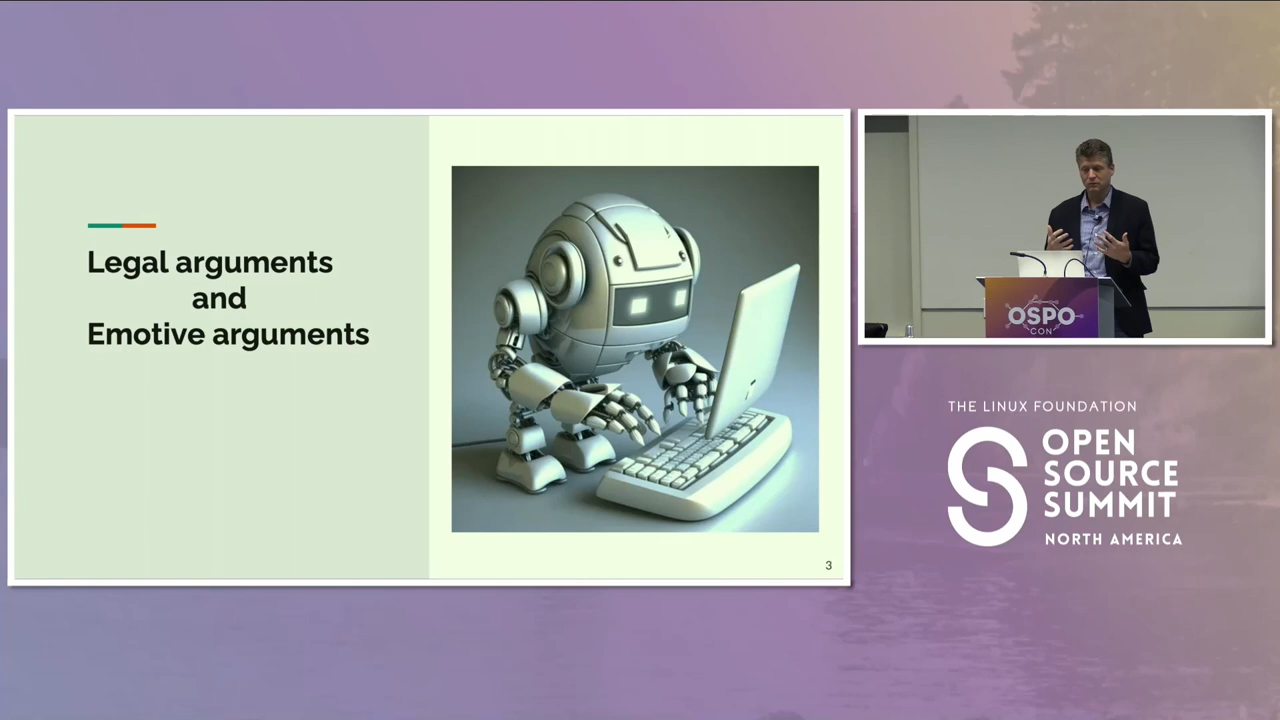 Legal arguments
and
Emotive arguments
3
OSPO
CON
THE LINUX FOUNDATION
OPEN
SOURCE
SUMMIT
NORTH AMERICA